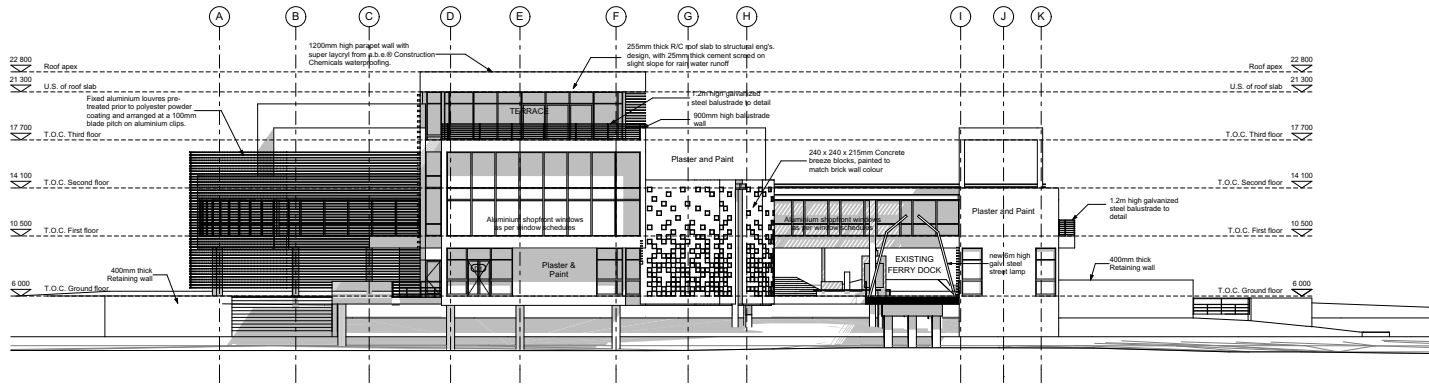 A
B
C
D
E
F
G
H
I
J
K
1200mm high parapet wall with
super laycryl from a.b.e.® Construction
Chemicals waterproofing.
255mm thick R/C roof slab to structural eng's.
design, with 25mm thick cement screed on
slight slope for rain water runoff
22 800
Roof apex
Roof apex
22 800
21 300
U.S. of roof slab
U.S. of roof slab
21 300
Fixed aluminium louvres pre-
treated prior to polyester powder
coating and arranged at a 100mm
blade pitch on aluminium clips.
TERRACE
1.2m high galvanized
steel balustrade to detail
900mm high balustrade
wall
17 700
T.O.C. Third floor
T.O.C. Third floor
17 700
Plaster and Paint
240 x 240 x 215mm Concrete
breeze blocks, painted to
match brick wall colour
14 100
T.O.C. Second floor
T.O.C. Second floor
14 100
Plaster and Paint
1.2m high galvanized
steel balustrade to
detail
Aluminium shopfront windows
as per window schedules
Aluminium shopfront windows
as per window schedules
10 500
T.O.C. First floor
T.O.C. First floor
10 500
400mm thick
Retaining wall
Plaster &
Paint
EXISTING
FERRY DOCK
new 6m high
galv steel
street lamp
400mm thick
Retaining wall
6 000
T.O.C. Ground floor
T.O.C. Ground floor
6 000